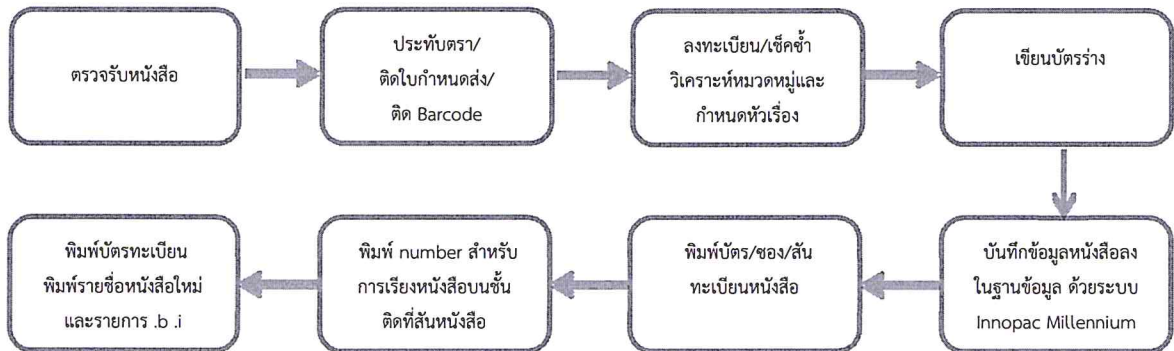 ตรวจรับหนังสือ
ประทับตรา/
ติดใบกำหนดส่ง/
ติด Barcode
ลงทะเบียน/เช็คซ้ำ
วิเคราะห์หมวดหมู่และ
กำหนดหัวเรื่อง
เขียนบัตรร่าง
บันทึกข้อมูลหนังสือลง
ในฐานข้อมูล ด้วยระบบ
Innopac Millennium
พิมพ์บัตร/ซอง/สัน
ทะเบียนหนังสือ
พิมพ์ number สำหรับ
การเรียงหนังสือบนชั้น
ติดที่สันหนังสือ
พิมพ์บัตรทะเบียน
พิมพ์รายชื่อหนังสือใหม่
และรายการ .b .i